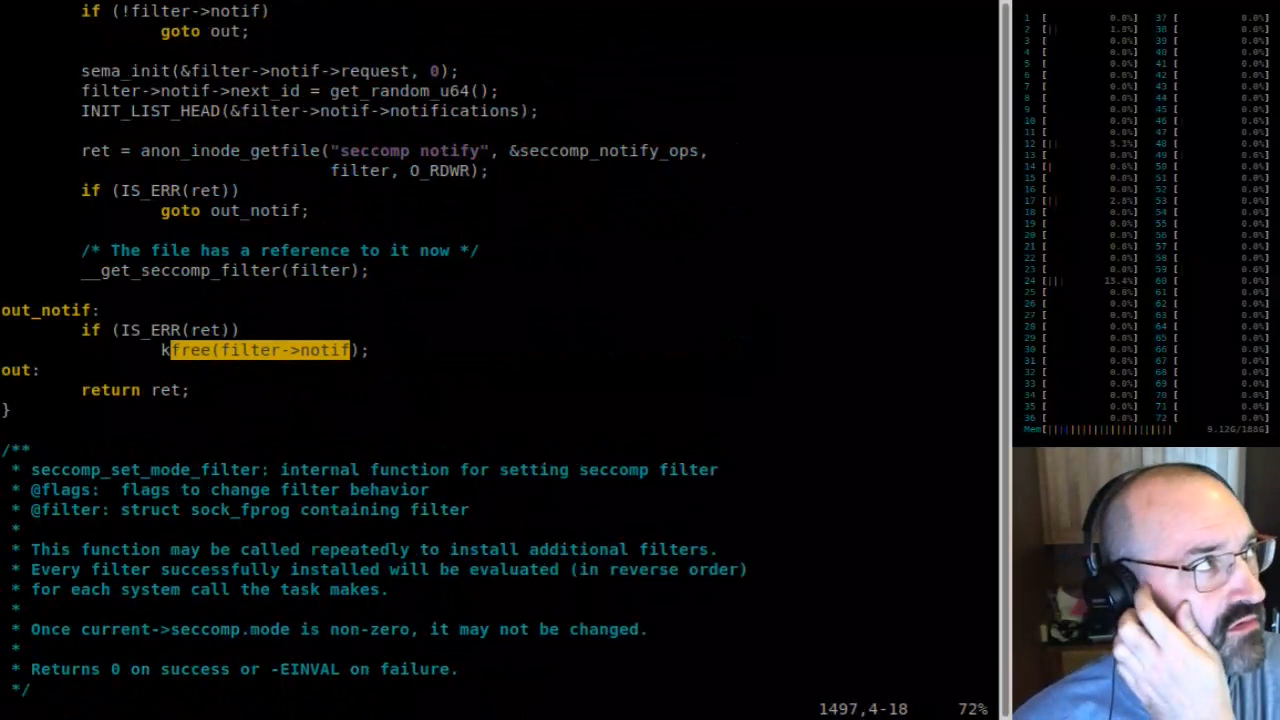 if (!filter->notif)
goto out;
sema_init(&filter->notif->request, 0);
filter->notif->next_id = get_random_u64();
INIT_LIST_HEAD(&filter->notif->notifications);
ret = anon_inode_getfile("seccomp notify", &seccomp_notify_ops,
filter, O_RDWR);
if (IS_ERR(ret))
goto out_notif;
/* The file has a reference to it now */
__get_seccomp_filter(filter);
out_notif:
if (IS_ERR(ret))
kfree(filter->notif);
out:
return ret;
}
/**
* seccomp_set_mode_filter: internal function for setting seccomp filter
* @flags:  flags to change filter behavior
* @filter: struct sock_fprog containing filter
*
* This function may be called repeatedly to install additional filters.
* Every filter successfully installed will be evaluated (in reverse order)
* for each system call the task makes.
*
* Once current->seccomp.mode is non-zero, it may not be changed.
*
* Returns 0 on success or -EINVAL on failure.
*/
1497,4-18 72%
Mem 9.12G/188G